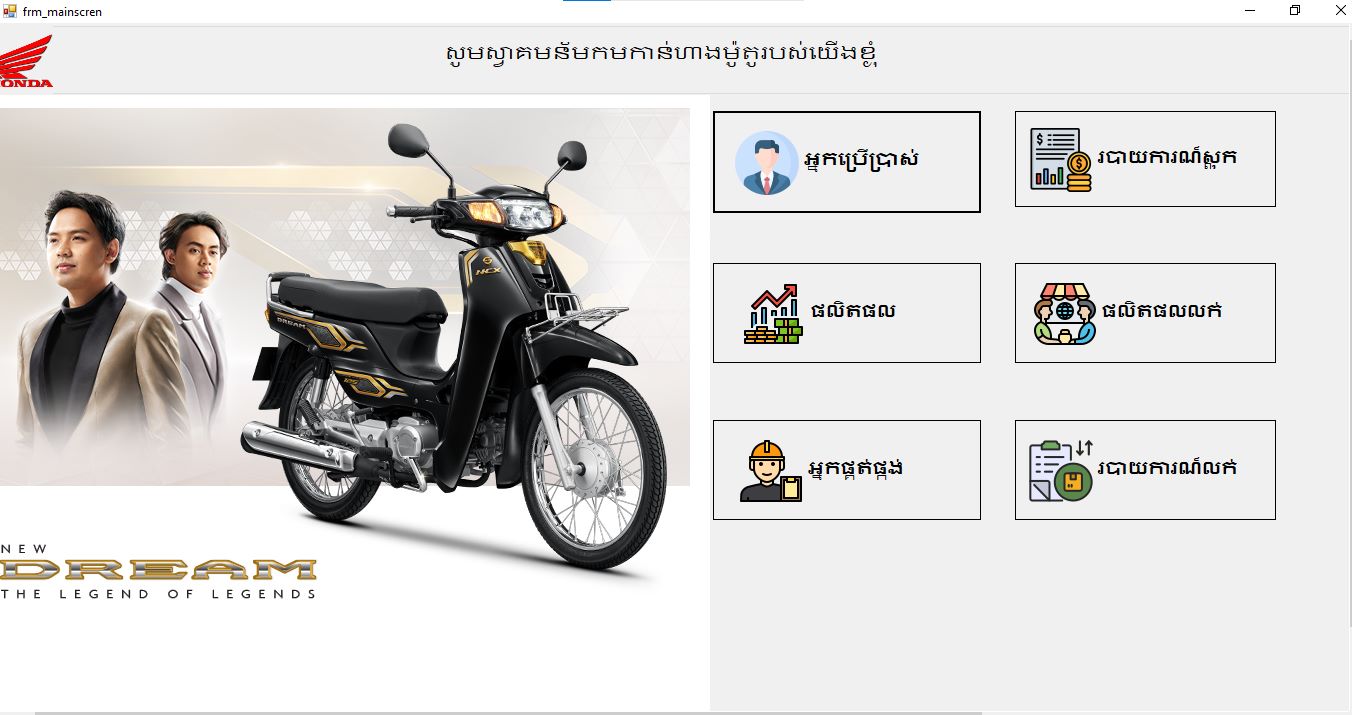 frm_mainscren
សូមស្វាគមន៍មកមកាន់ហាងម៉ូតូរបស់យើងខ្ញុំ
ONDA
អ្នកប្រើប្រាស់
របាយការណ៏ស្តុក
ផលិតផល
ផលិតផលលក់
អ្នកផ្គត់ផ្គង់
របាយការណ៏លក់
NCX
DREAM
125
NEW
DREAM
THE LEGEND OF LEGENDS